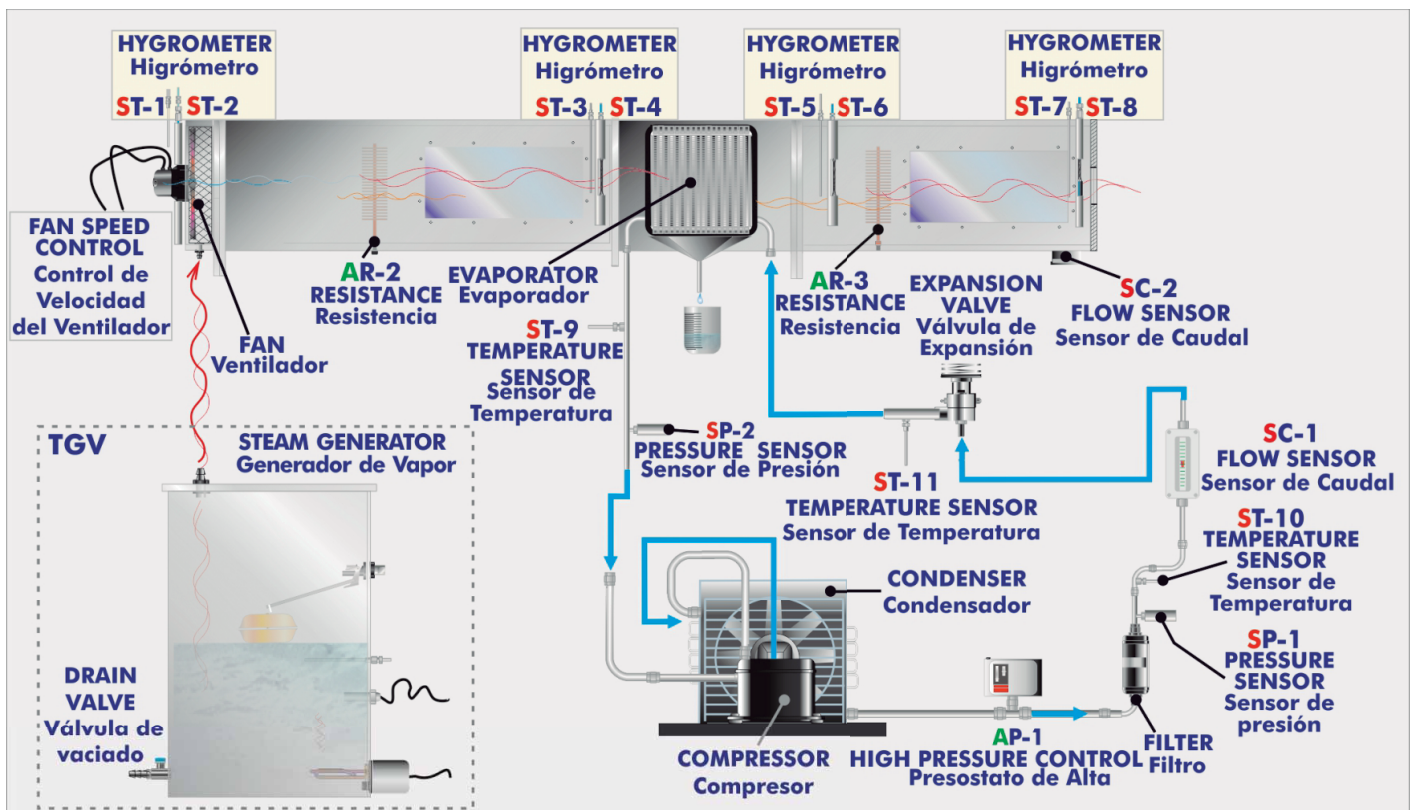 HYGROMETER
Higrómetro
ST-1 ST-2
HYGROMETER
Higrómetro
ST-3 ST-4
HYGROMETER
Higrómetro
ST-5 ST-6
HYGROMETER
Higrómetro
ST-7 ST-8
FAN SPEED
CONTROL
Control de
Velocidad
del Ventilador
FAN
Ventilador
AR-2
RESISTANCE
Resistencia
EVAPORATOR
Evaporador
ST-9
TEMPERATURE
SENSOR
Sensor de
Temperatura
AR-3
RESISTANCE
Resistencia
EXPANSION
VALVE
Válvula de
Expansión
SC-2
FLOW SENSOR
Sensor de Caudal
SP-2
PRESSURE SENSOR
Sensor de Presión
ST-11
TEMPERATURE SENSOR
Sensor de Temperatura
SC-1
FLOW SENSOR
Sensor de Caudal
ST-10
TEMPERATURE
SENSOR
Sensor de
Temperatura
SP-1
PRESSURE
SENSOR
Sensor de
presión
TGV
STEAM GENERATOR
Generador de Vapor
DRAIN
VALVE
Válvula de
vaciado
CONDENSER
Condensador
COMPRESSOR
Compresor
AP-1
HIGH PRESSURE CONTROL
Presostato de Alta
FILTER
Filtro